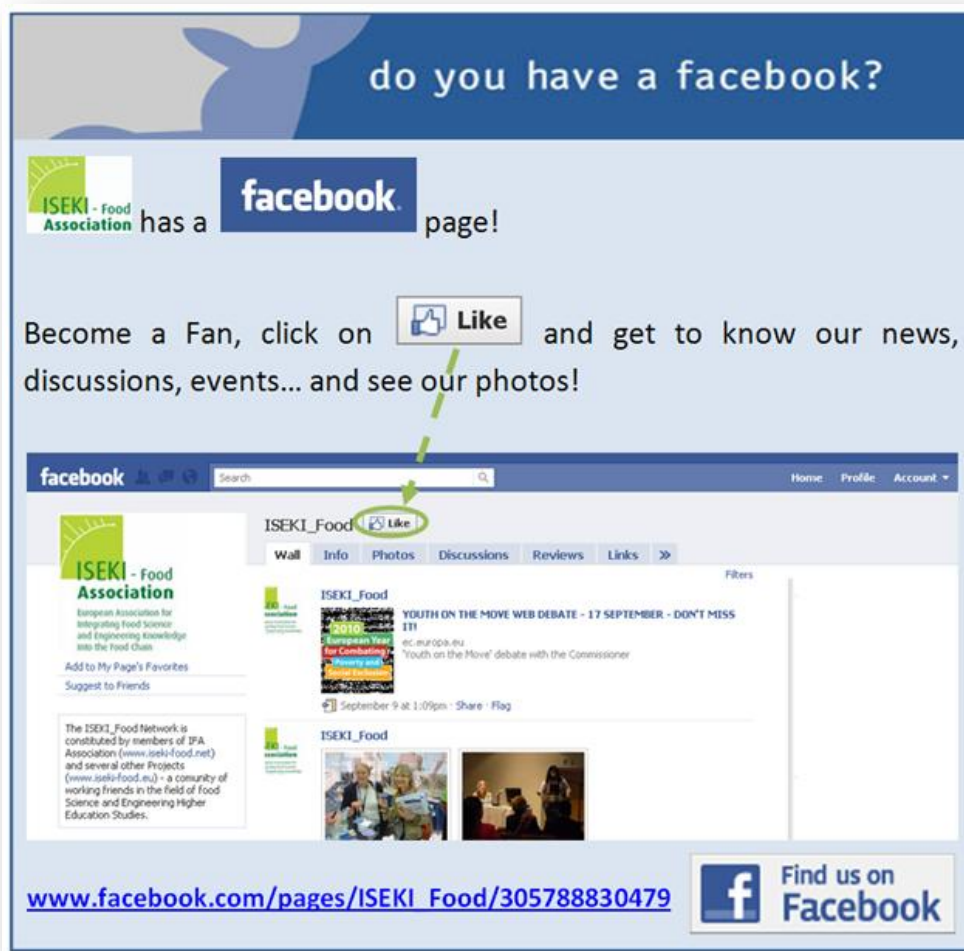 do you have a facebook?
ISEKI - Food
Association has a facebook. page!
Become a Fan, click on Like and get to know our news,
discussions, events... and see our photos!
facebook Search Home Profile Account
ISEKI_Food Like
Wall Info Photos Discussions Reviews Links »
Filters
ISEKI - Food
Association
European Association for
Integrating Food Science
and Engineering Knowledge
into the Food Chain
Add to My Page's Favorites
Suggest to Friends
The ISEKI_Food Network is
constituted by members of IFA
Association (www.iseki-food.net)
and several other Projects
(www.iseki-food.eu) - a comunity of
working friends in the field of food
Science and Engineering Higher
Education Studies.
ISEKI_Food
2010
European Year
for Combating
Poverty and
Social Exclusion
YOUTH ON THE MOVE WEB DEBATE - 17 SEPTEMBER - DON'T MISS
IT!
ec.europa.eu
'Youth on the Move' debate with the Commissioner
September 9 at 1:09pm · Share · Flag
ISEKI_Food
www.facebook.com/pages/ISEKI_Food/305788830479
Find us on
Facebook